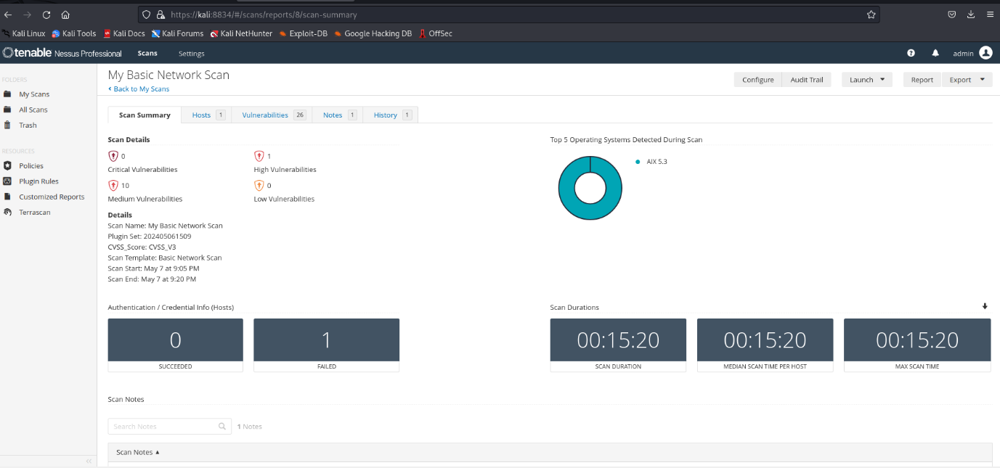 https://kali:8834/#/scans/reports/8/scan-summary
Kali Linux Kali Tools Kali Docs Kali Forums Kali NetHunter Exploit-DB Google Hacking DB OffSec
tenable Nessus Professional Scans Settings admin
FOLDERS
My Scans
All Scans
Trash
RESOURCES
Policies
Plugin Rules
Customized Reports
Terrascan
My Basic Network Scan
Back to My Scans
Configure Audit Trail Launch Report Export
Scan Summary Hosts 1 Vulnerabilities 26 Notes 1 History 1
Scan Details
0
Critical Vulnerabilities
1
High Vulnerabilities
10
Medium Vulnerabilities
0
Low Vulnerabilities
Details
Scan Name: My Basic Network Scan
Plugin Set: 202405061509
CVSS_Score: CVSS_V3
Scan Template: Basic Network Scan
Scan Start: May 7 at 9:05 PM
Scan End: May 7 at 9:20 PM
Top 5 Operating Systems Detected During Scan
AIX 5.3
Authentication / Credential Info (Hosts)
0
SUCCEEDED
1
FAILED
Scan Durations
00:15:20
SCAN DURATION
00:15:20
MEDIAN SCAN TIME PER HOST
00:15:20
MAX SCAN TIME
Scan Notes
Search Notes
1 Notes
Scan Notes